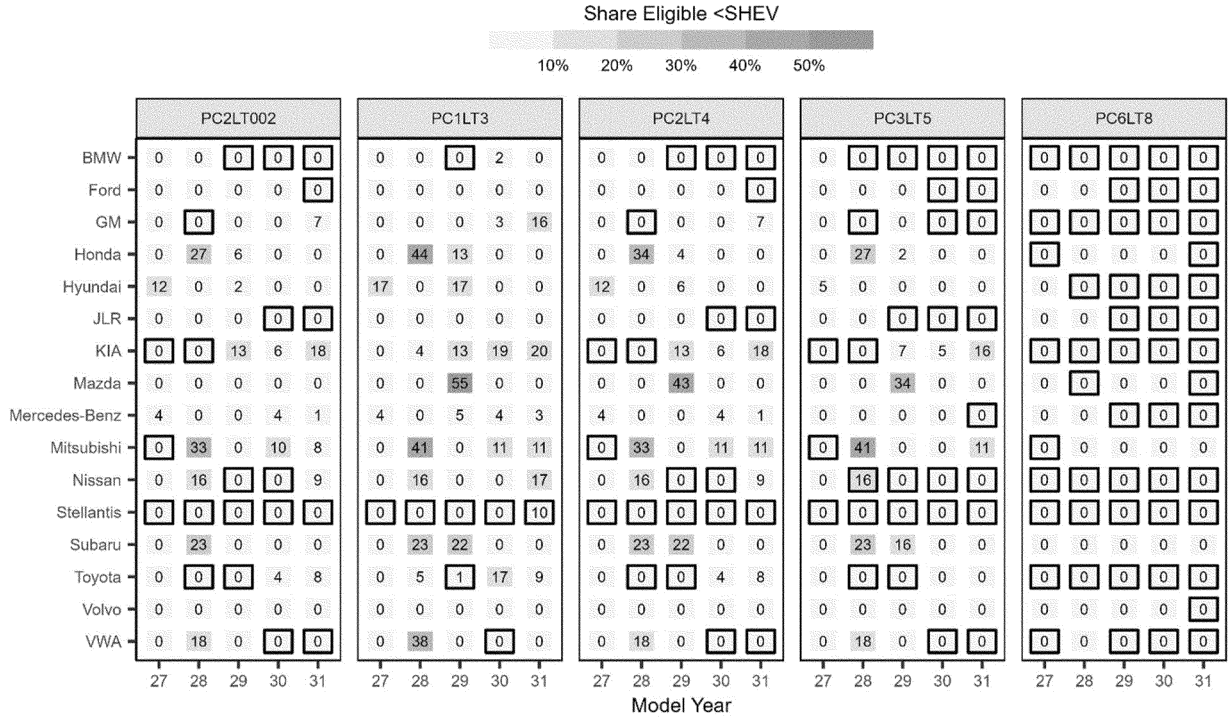 Share Eligible <SHEV
10% 20% 30% 40% 50%
PC2LT002 PC1LT3 PC2LT4 PC3LT5 PC6LT8
BMW 0 0 0 0 0 0 0 0 2 0 0 0 0 0 0 0 0 0 0 0 0 0 0 0 0
Ford 0 0 0 0 0 0 0 0 0 0 0 0 0 0 0 0 0 0 0 0 0 0 0 0 0
GM 0 0 0 0 7 0 0 0 3 16 0 0 0 0 7 0 0 0 0 0 0 0 0 0 0
Honda 0 27 6 0 0 0 44 13 0 0 0 34 4 0 0 0 27 2 0 0 0 0 0 0 0
Hyundai 12 0 2 0 0 17 0 17 0 0 12 0 6 0 0 5 0 0 0 0 0 0 0 0 0
JLR 0 0 0 0 0 0 0 0 0 0 0 0 0 0 0 0 0 0 0 0 0 0 0 0 0
KIA 0 0 13 6 18 0 4 13 19 20 0 0 13 6 18 0 0 7 5 16 0 0 0 0 0
Mazda 0 0 0 0 0 0 0 55 0 0 0 0 43 0 0 0 0 34 0 0 0 0 0 0 0
Mercedes-Benz 4 0 0 4 1 4 0 5 4 3 4 0 0 4 1 0 0 0 0 0 0 0 0 0 0
Mitsubishi 0 33 0 10 8 0 41 0 11 11 0 33 0 11 11 0 41 0 0 11 0 0 0 0 0
Nissan 0 16 0 0 9 0 16 0 0 17 0 16 0 0 9 0 16 0 0 0 0 0 0 0 0
Stellantis 0 0 0 0 0 0 0 0 0 10 0 0 0 0 0 0 0 0 0 0 0 0 0 0 0
Subaru 0 23 0 0 0 0 23 22 0 0 0 23 22 0 0 0 23 16 0 0 0 0 0 0 0
Toyota 0 0 0 4 8 0 5 1 17 9 0 0 0 4 8 0 0 0 0 0 0 0 0 0 0
Volvo 0 0 0 0 0 0 0 0 0 0 0 0 0 0 0 0 0 0 0 0 0 0 0 0 0
VWA 0 18 0 0 0 0 38 0 0 0 0 18 0 0 0 0 18 0 0 0 0 0 0 0 0
27 28 29 30 31 27 28 29 30 31 27 28 29 30 31 27 28 29 30 31 27 28 29 30 31
Model Year